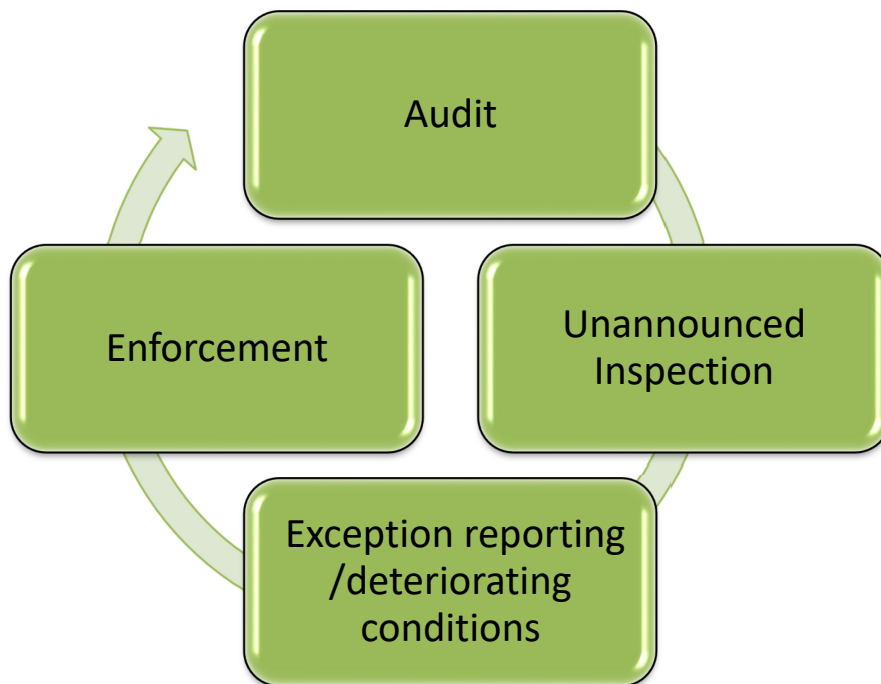 Audit
Unannounced
Inspection
Exception reporting
/deteriorating
conditions
Enforcement